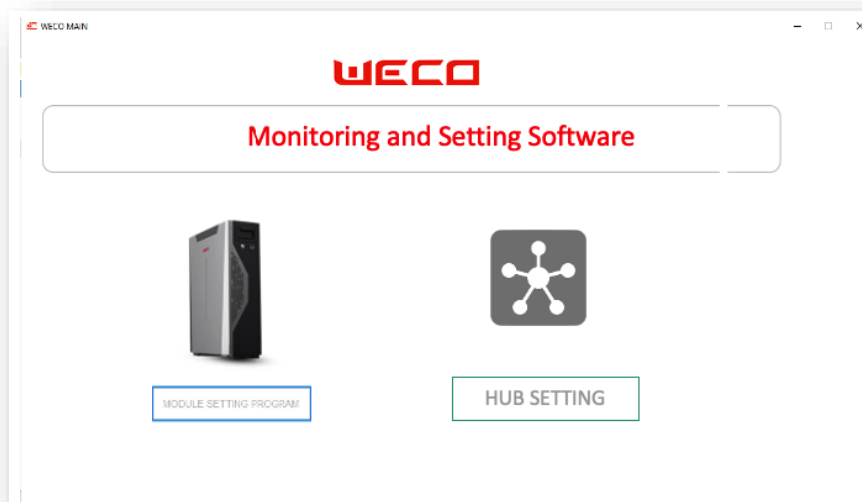 WECO MAIN
WECO
Monitoring and Setting Software
MODULE SETTING PROGRAM
HUB SETTING